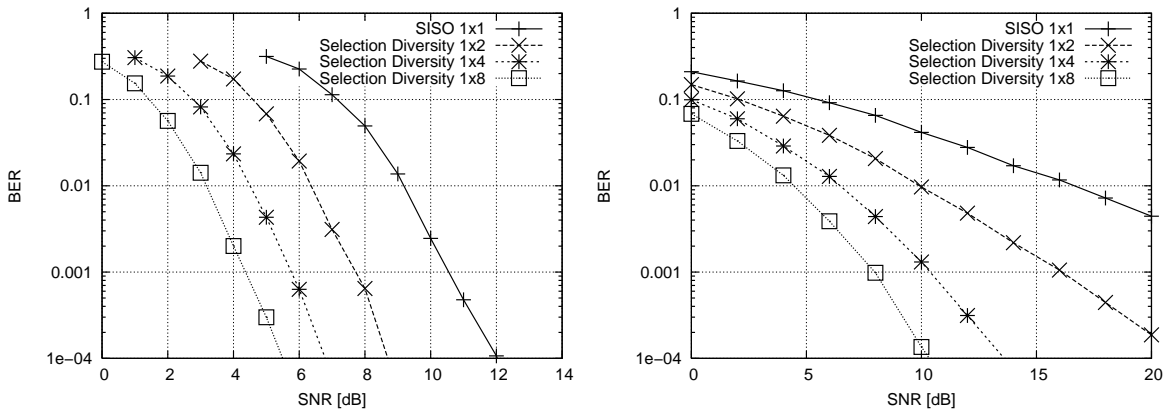 1
0.1
0.01
0.001
1e-04
BER
0 2 4 6 8 10 12 14
SNR [dB]
SISO 1x1
Selection Diversity 1x2
Selection Diversity 1x4
Selection Diversity 1x8
1
0.1
0.01
0.001
1e-04
BER
0 5 10 15 20
SNR [dB]
SISO 1x1
Selection Diversity 1x2
Selection Diversity 1x4
Selection Diversity 1x8